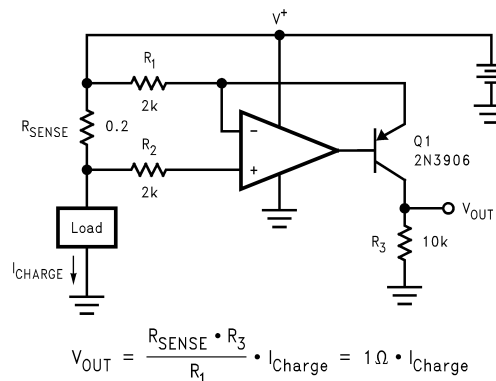 V+
R1
2k
RSENSE
0.2
R2
2k
−
+
Q1
2N3906
VOUT
Load
ICHARGE
R3
10k
VOUT = RSENSE • R3 / R1 • ICharge = 1Ω • ICharge